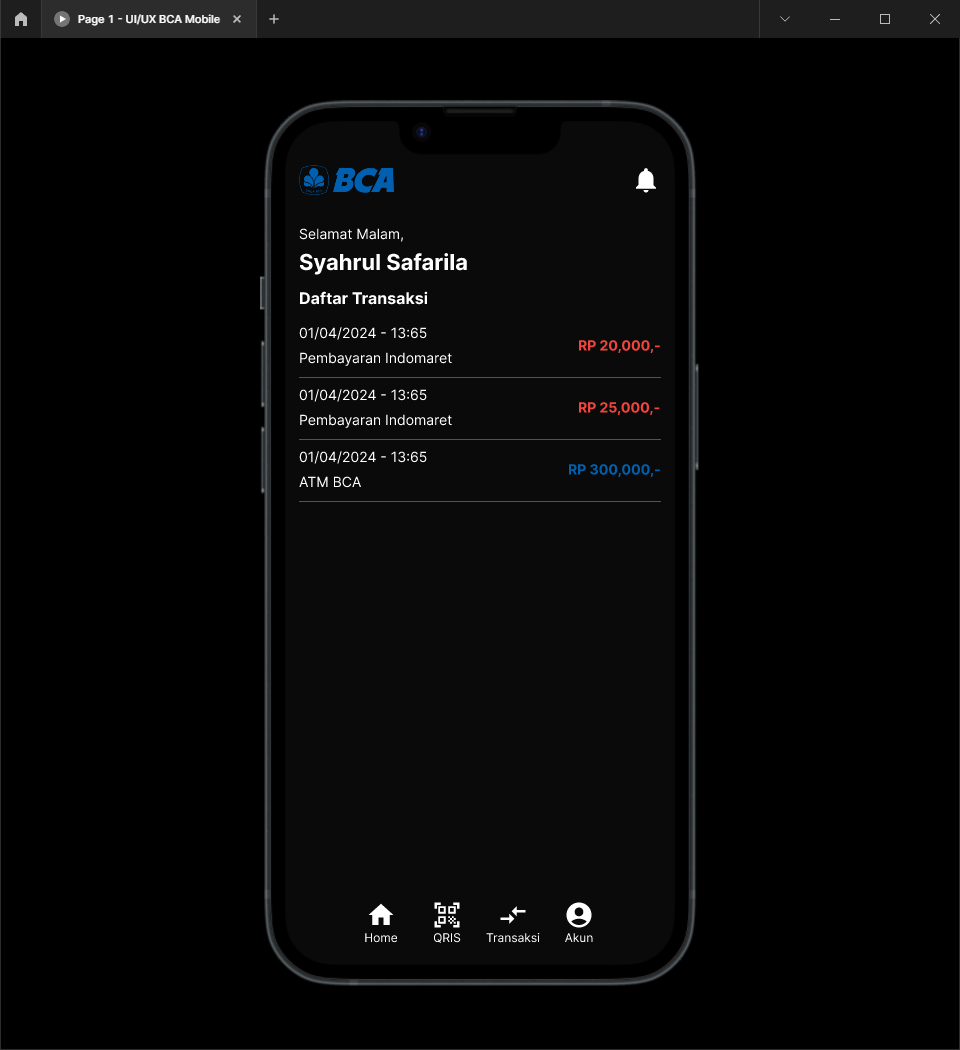 Page 1 - UI/UX BCA Mobile
BCA
Selamat Malam,
Syahrul Safarila
Daftar Transaksi
01/04/2024 - 13:65
Pembayaran Indomaret
RP 20,000,-
01/04/2024 - 13:65
Pembayaran Indomaret
RP 25,000,-
01/04/2024 - 13:65
ATM BCA
RP 300,000,-
Home
QRIS
Transaksi
Akun